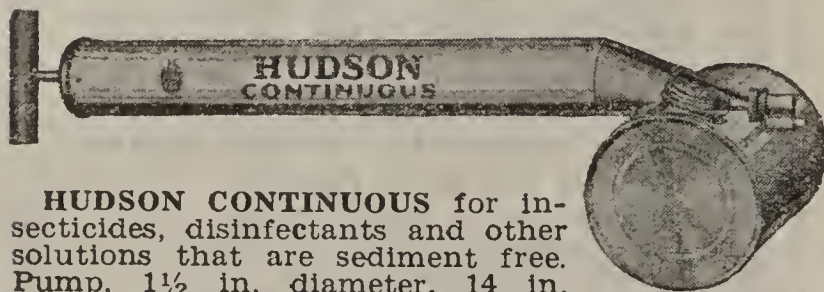 HUDSON
CONTINUOUS
HUDSON CONTINUOUS for in-
secticides, disinfectants and other
solutions that are sediment free.
Pump, 1½ in. diameter, 14 in.